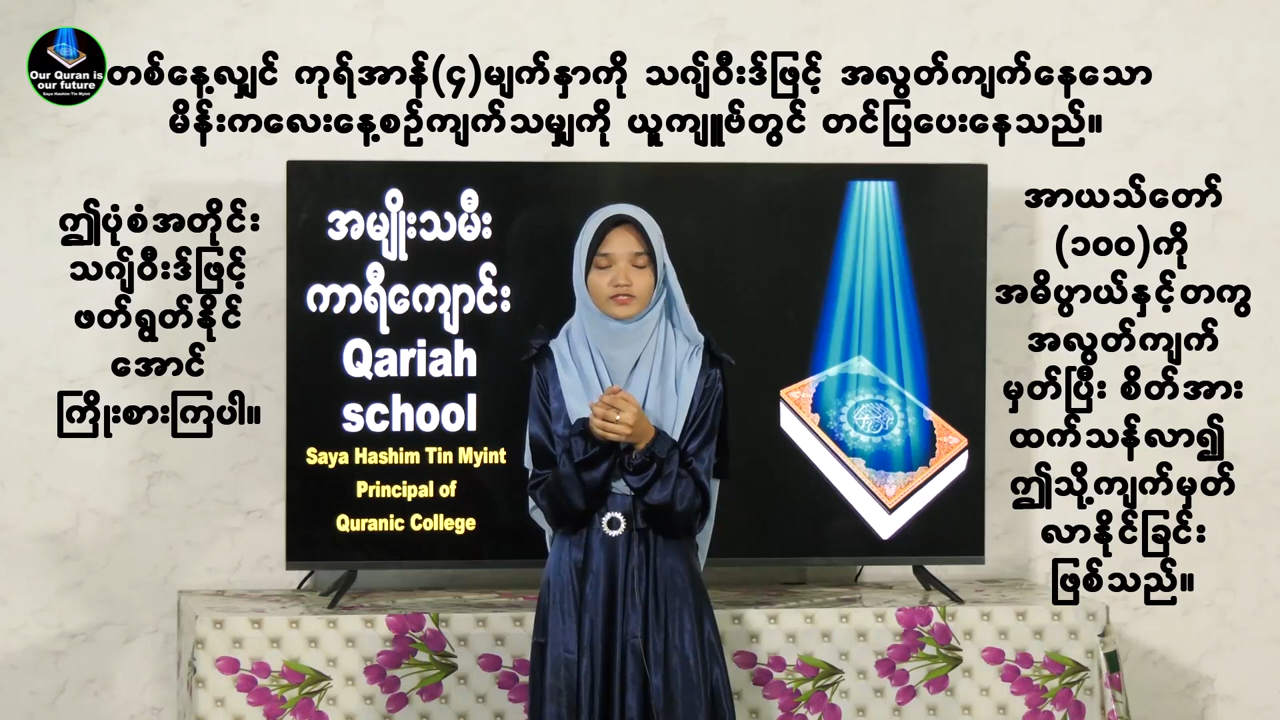 Our Quran is
our future
Saya Hashim Tin Myint
တစ်နေ့လျှင် ကုရ်အာန်(၄)မျက်နှာကို သဂျ်ဝီးဒ်ဖြင့် အလွတ်ကျက်နေသော
မိန်းကလေးနေ့စဉ်ကျက်သမျှကို ယူကျူဗ်တွင် တင်ပြပေးနေသည်။
ဤပုံစံအတိုင်း
သဂျ်ဝီးဒ်ဖြင့်
ဖတ်ရွတ်နိုင်
အောင်
ကြိုးစားကြပါ။
အမျိုးသမီး
ကာရီကျောင်း
Qariah
school
Saya Hashim Tin Myint
Principal of
Quranic College
အာယသ်တော်
(၁၀၀)ကို
အဓိပ္ပာယ်နှင့်တကွ
အလွတ်ကျက်
မှတ်ပြီး စိတ်အား
ထက်သန်လာ၍
ဤသို့ကျက်မှတ်
လာနိုင်ခြင်း
ဖြစ်သည်။